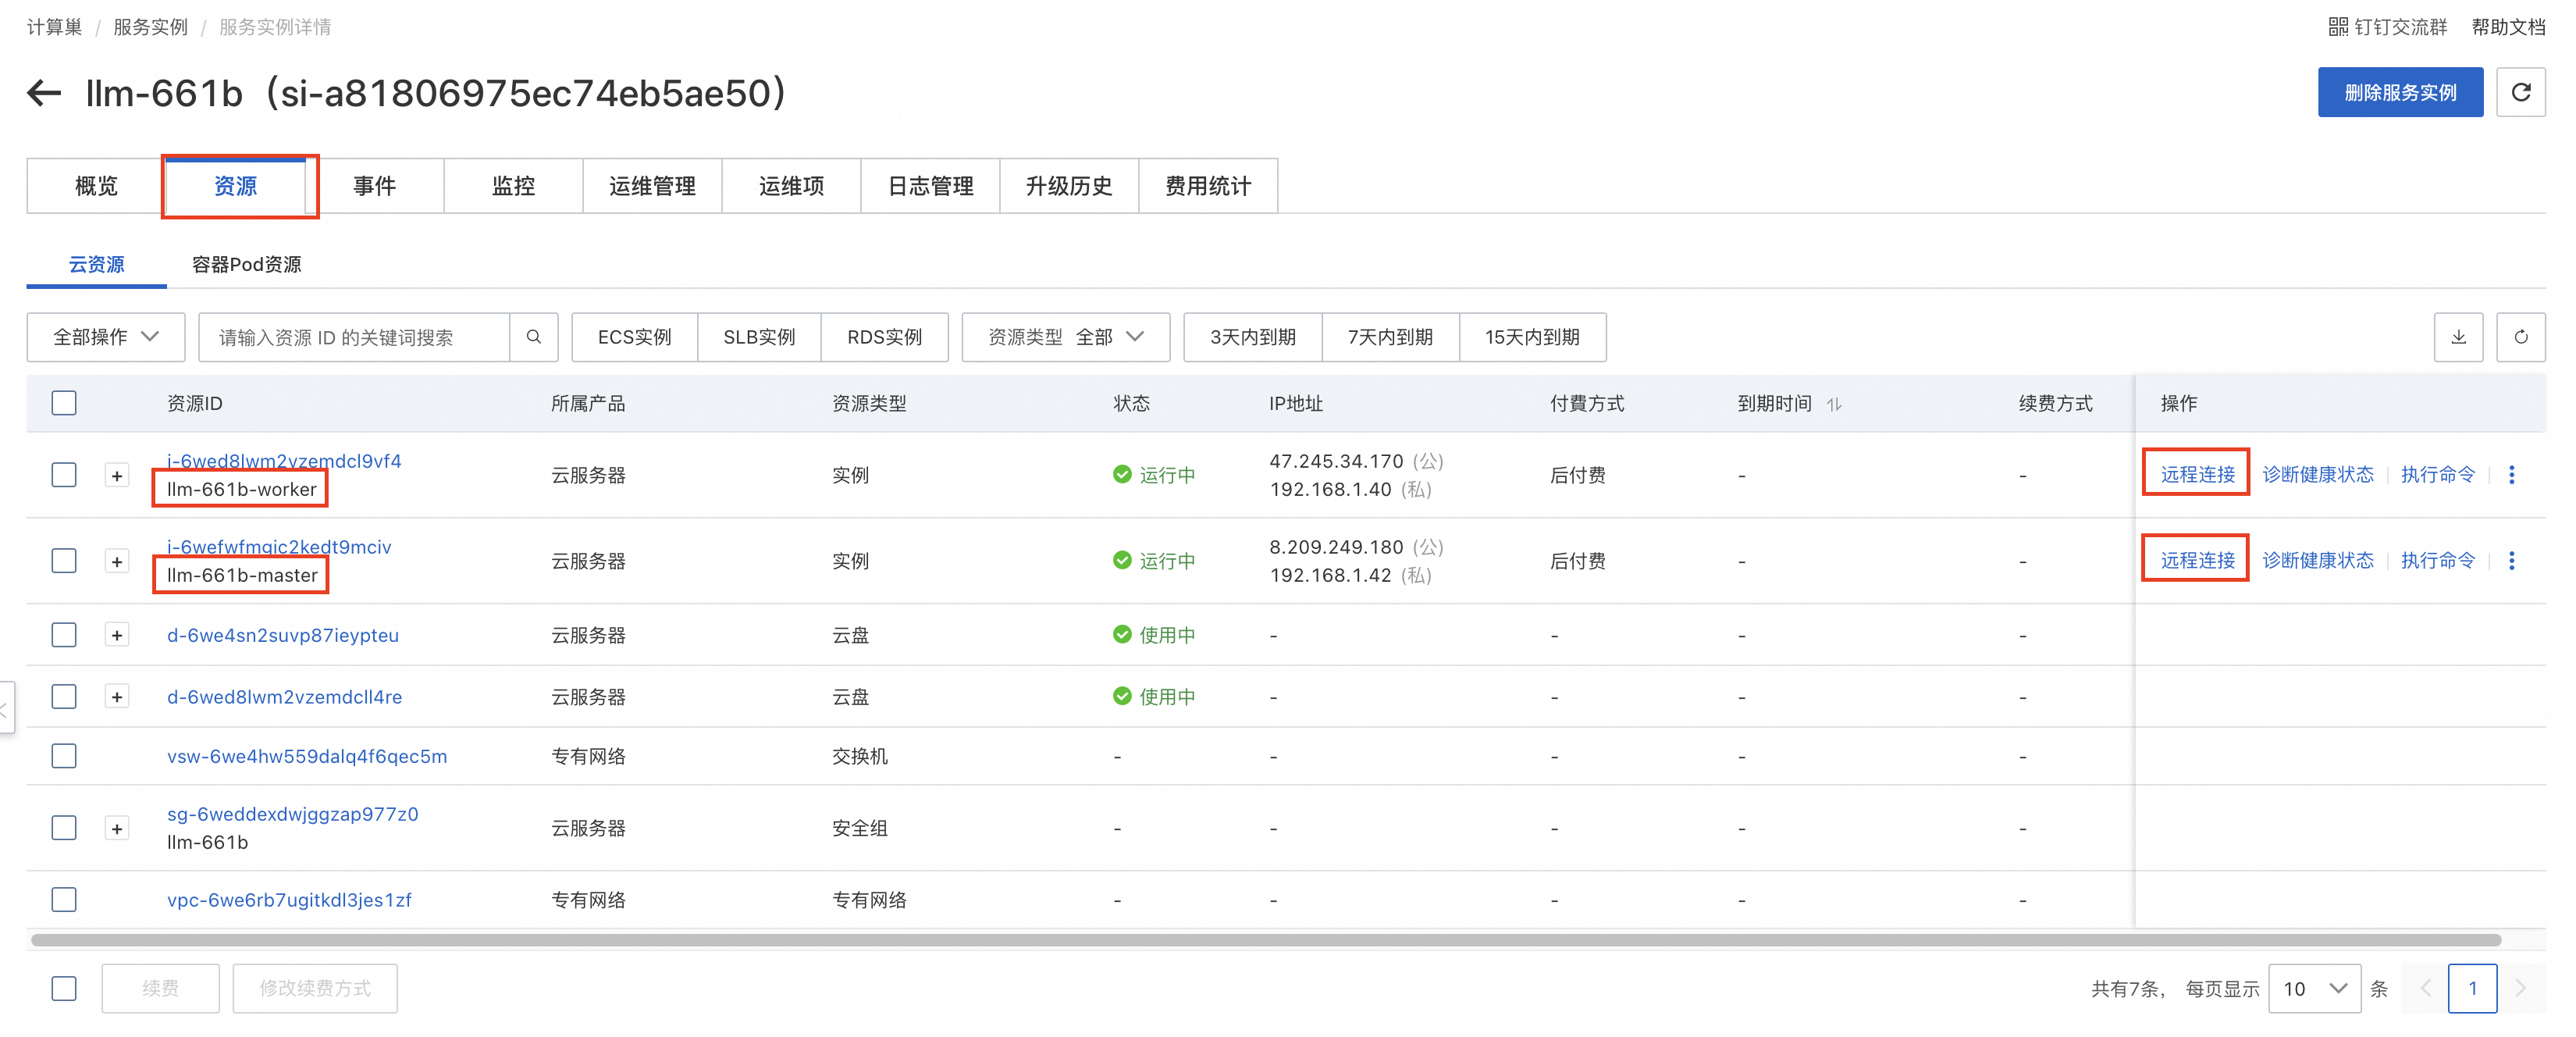 计算巢 / 服务实例 / 服务实例详情
钉钉交流群 帮助文档
llm-661b（si-a81806975ec74eb5ae50）
删除服务实例
概览 资源 事件 监控 运维管理 运维项 日志管理 升级历史 费用统计
云资源 容器Pod资源
全部操作 请输入资源 ID 的关键词搜索 ECS实例 SLB实例 RDS实例 资源类型 全部 3天内到期 7天内到期 15天内到期
资源ID 所属产品 资源类型 状态 IP地址 付费方式 到期时间 续费方式 操作
i-6wed8lwm2vzemdcl9vf4
llm-661b-worker
云服务器 实例 运行中
47.245.34.170 (公)
192.168.1.40 (私)
后付费 - - 远程连接 诊断健康状态 执行命令
i-6wefwfmgic2kedt9mciv
llm-661b-master
云服务器 实例 运行中
8.209.249.180 (公)
192.168.1.42 (私)
后付费 - - 远程连接 诊断健康状态 执行命令
d-6we4sn2suvp87ieypteu 云服务器 云盘 使用中 - - - -
d-6wed8lwm2vzemdcll4re 云服务器 云盘 使用中 - - - -
vsw-6we4hw559dalq4f6qec5m 专有网络 交换机 - - - - -
sg-6weddexdwjggzap977z0
llm-661b
云服务器 安全组 - - - - -
vpc-6we6rb7ugitkdl3jes1zf 专有网络 专有网络 - - - - -
续费 修改续费方式 共有7条， 每页显示 10 条 1